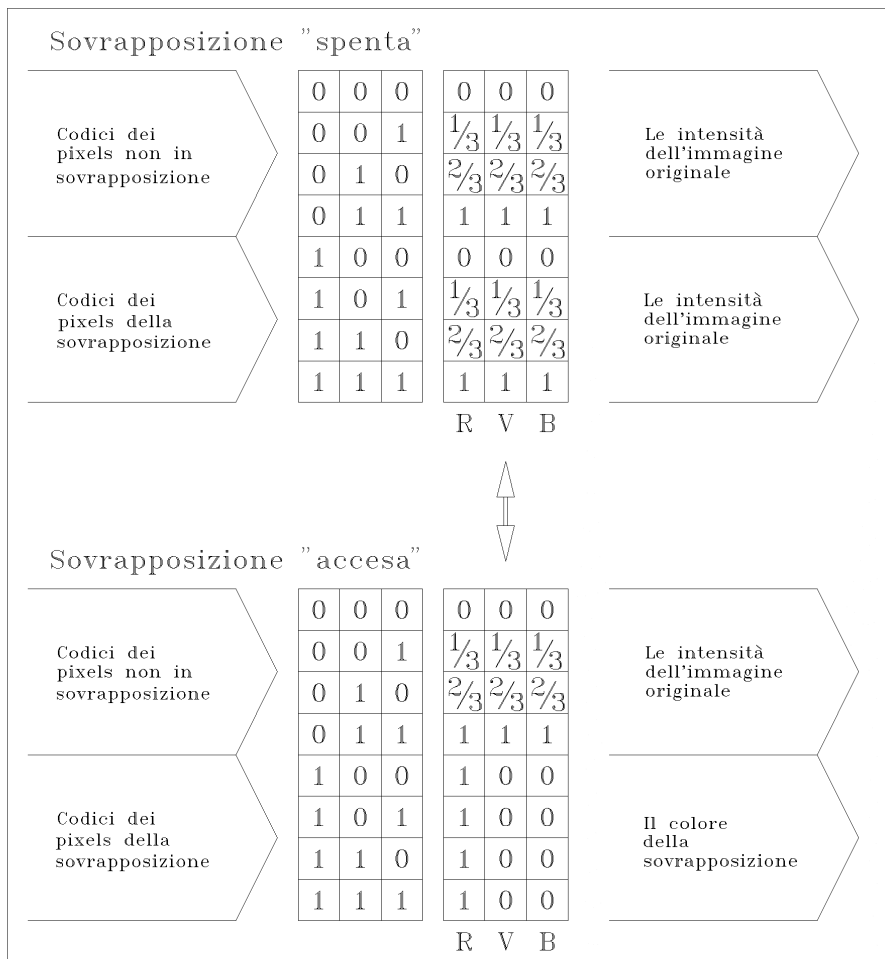 Sovrapposizione "spenta"
Codici dei
pixels non in
sovrapposizione
0 0 0 0 0 0
0 0 1 1/3 1/3 1/3
0 1 0 2/3 2/3 2/3
0 1 1 1 1 1
Le intensità
dell'immagine
originale
Codici dei
pixels della
sovrapposizione
1 0 0 0 0 0
1 0 1 1/3 1/3 1/3
1 1 0 2/3 2/3 2/3
1 1 1 1 1 1
Le intensità
dell'immagine
originale
R V B
Sovrapposizione "accesa"
Codici dei
pixels non in
sovrapposizione
0 0 0 0 0 0
0 0 1 1/3 1/3 1/3
0 1 0 2/3 2/3 2/3
0 1 1 1 1 1
Le intensità
dell'immagine
originale
Codici dei
pixels della
sovrapposizione
1 0 0 1 0 0
1 0 1 1 0 0
1 1 0 1 0 0
1 1 1 1 0 0
Il colore
della
sovrapposizione
R V B